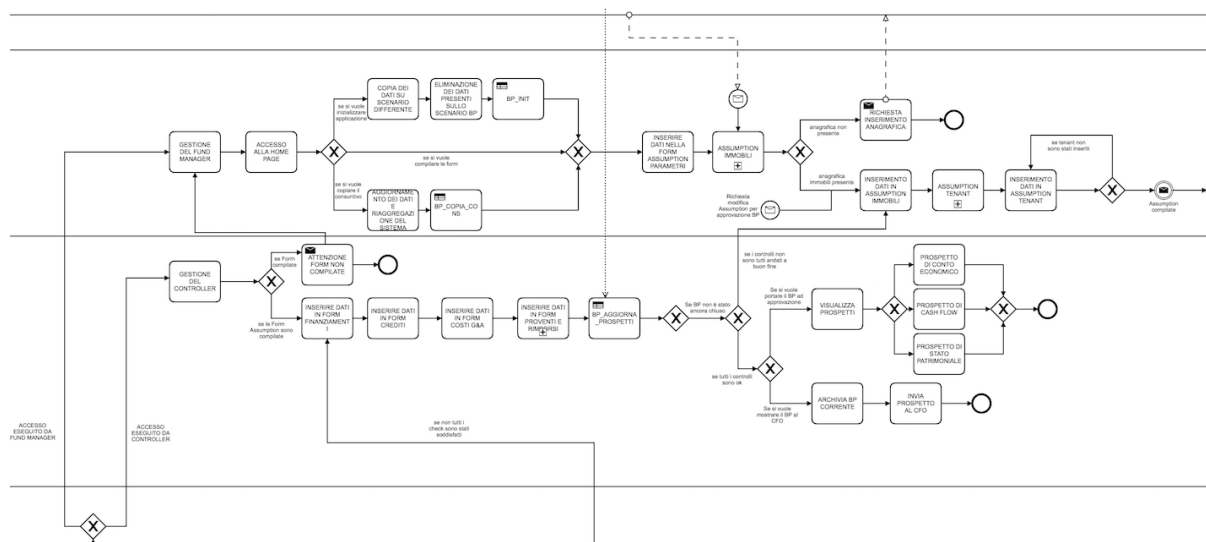 COPIA DEI
DATI SU
SCENARIO
DIFFERENTE
ELIMINAZIONE
DEI DATI
PRESENTI
SULLO
SCENARIO BP
BP_INIT
se si vuole
inizializzare
applicazione
GESTIONE
DEL FUND
MANAGER
ACCESSO
ALLA HOME
PAGE
se si vuole
compilare le form
se si vuole
copiare il
consuntivo
AGGIORNAME
NTO DEI DATI
E
RIAGGREGAZI
ONE DEL
SISTEMA
BP_COPIA_CO
NS
INSERIRE
DATI NELLA
FORM
ASSUMPTION
PARAMETRI
ASSUMPTION
IMMOBILI
anagrafica non
presente
RICHIESTA
INSERIMENTO
ANAGRAFICA
anagrafica
immobili presente
Richiesta
modifica
Assumption per
approvazione BP
INSERIMENTO
DATI IN
ASSUMPTION
IMMOBILI
ASSUMPTION
TENANT
INSERIMENTO
DATI IN
ASSUMPTION
TENANT
se tenant non
sono stati inseriti
Assumption
compilate
GESTIONE
DEL
CONTROLLER
se Form
compilate
ATTENZIONE
FORM NON
COMPILATE
se le Form
Assumption sono
compilate
INSERIRE DATI
IN FORM
FINANZIAMENT
I
INSERIRE DATI
IN FORM
CREDITI
INSERIRE DATI
IN FORM
COSTI G&A
INSERIRE DATI
IN FORM
PROVENTI E
RIMBORSI
BP_AGGIORNA
_PROSPETTI
Se BP non è stato
ancora chiuso
se i controlli non
sono tutti andati a
buon fine
se tutti i controlli
sono ok
Se si vuole
portare il BP ad
approvazione
VISUALIZZA
PROSPETTI
PROSPETTO
DI CONTO
ECONOMICO
PROSPETTO DI
CASH FLOW
PROSPETTO DI
STATO
PATRIMONIALE
Se si vuole
mostrare il BP al
CFO
ARCHIVIA BP
CORRENTE
INVIA
PROSPETTO
AL CFO
ACCESSO
ESEGUITO DA
FUND MANAGER
ACCESSO
ESEGUITO DA
CONTROLLER
se non tutti i
check sono stati
soddisfatti